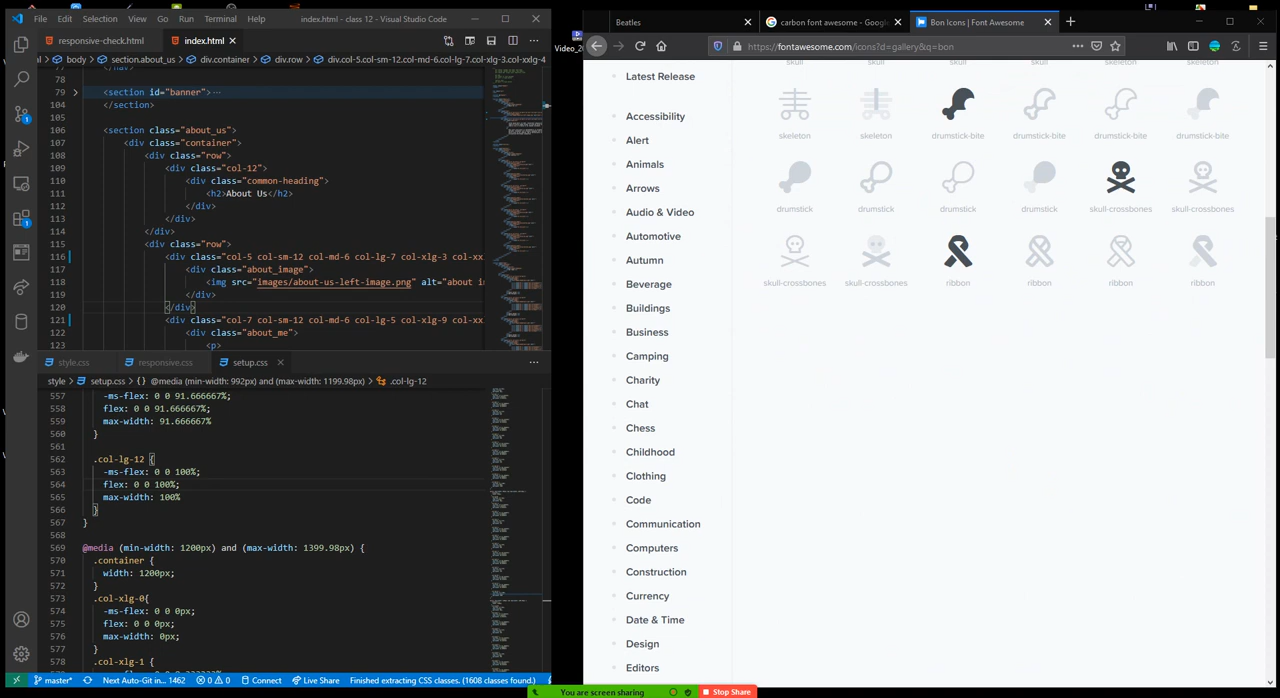 File Edit Selection View Go Run Terminal Help index.html - class 12 - Visual Studio Code
responsive-check.html index.html
html > body > section.about_us > div.container > div.row > div.col-5.col-sm-12.col-md-6.col-lg-7.col-xlg-3.col-xxlg-4
79 <section id="banner"> ...
104 </section>
105
106 <section class="about_us">
107 <div class="container">
108 <div class="row">
109 <div class="col-12">
110 <div class="common-heading">
111 <h2>About Us</h2>
112 </div>
113 </div>
114 </div>
115 <div class="row">
116 <div class="col-5 col-sm-12 col-md-6 col-lg-7 col-xlg-3 col-xx
117 <div class="about_image">
118 <img src="images/about-us-left-image.png" alt="about i
119 </div>
120 </div>
121 <div class="col-7 col-sm-12 col-md-6 col-lg-5 col-xlg-9 col-xx
122 <div class="about_me">
123 <p>
style.css responsive.css setup.css
style > setup.css > {} @media (min-width: 992px) and (max-width: 1199.98px) > .col-lg-12
557 -ms-flex: 0 0 91.666667%;
558 flex: 0 0 91.666667%;
559 max-width: 91.666667%
560 }
561
562 .col-lg-12 {
563 -ms-flex: 0 0 100%;
564 flex: 0 0 100%;
565 max-width: 100%
566 }
567 }
568
569 @media (min-width: 1200px) and (max-width: 1399.98px) {
570 .container {
571 width: 1200px;
572 }
573 .col-xlg-0{
574 -ms-flex: 0 0 0px;
575 flex: 0 0 0px;
576 max-width: 0px;
577 }
578 .col-xlg-1 {
master* Next Auto-Git in... 1462 0 0 Connect Live Share Finished extracting CSS classes. (1608 classes found.)
You are screen sharing Stop Share
Beatles carbon font awesome - Google Bon Icons | Font Awesome
https://fontawesome.com/icons?d=gallery&q=bon
Latest Release
Accessibility
Alert
Animals
Arrows
Audio & Video
Automotive
Autumn
Beverage
Buildings
Business
Camping
Charity
Chat
Chess
Childhood
Clothing
Code
Communication
Computers
Construction
Currency
Date & Time
Design
Editors
skull skull skull skull skeleton skeleton
skeleton skeleton drumstick-bite drumstick-bite drumstick-bite drumstick-bite
drumstick drumstick drumstick drumstick skull-crossbones skull-crossbones
skull-crossbones skull-crossbones ribbon ribbon ribbon ribbon